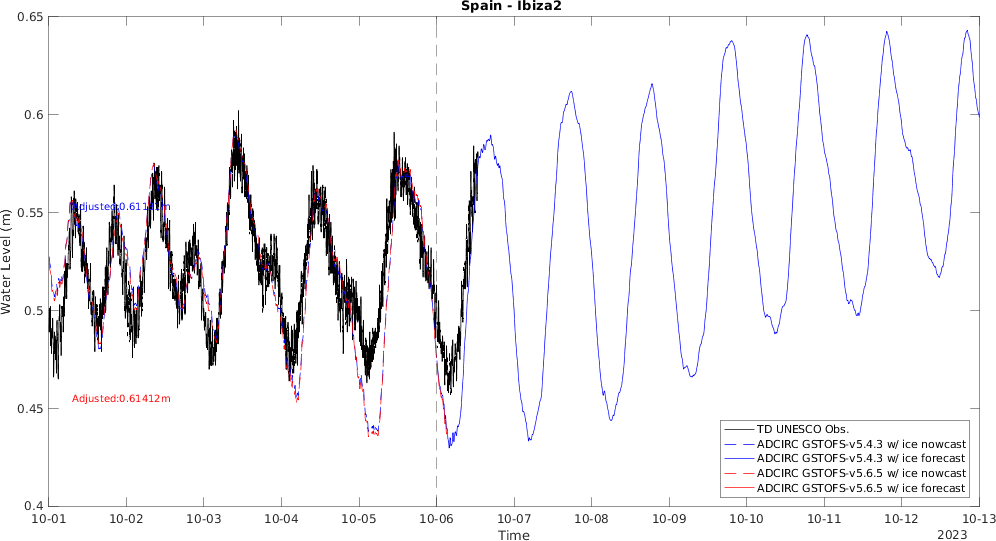 Spain - Ibiza2
0.65
0.6
0.55
0.5
0.45
0.4
Water Level (m)
Adjusted:0.61412m
10-01
10-02
10-03
10-04
10-05
10-06
10-07
10-08
10-09
10-10
10-11
10-12
10-13
Time
2023
TD UNESCO Obs.
ADCIRC GSTOFS-v5.4.3 w/ ice nowcast
ADCIRC GSTOFS-v5.4.3 w/ ice forecast
ADCIRC GSTOFS-v5.6.5 w/ ice nowcast
ADCIRC GSTOFS-v5.6.5 w/ ice forecast